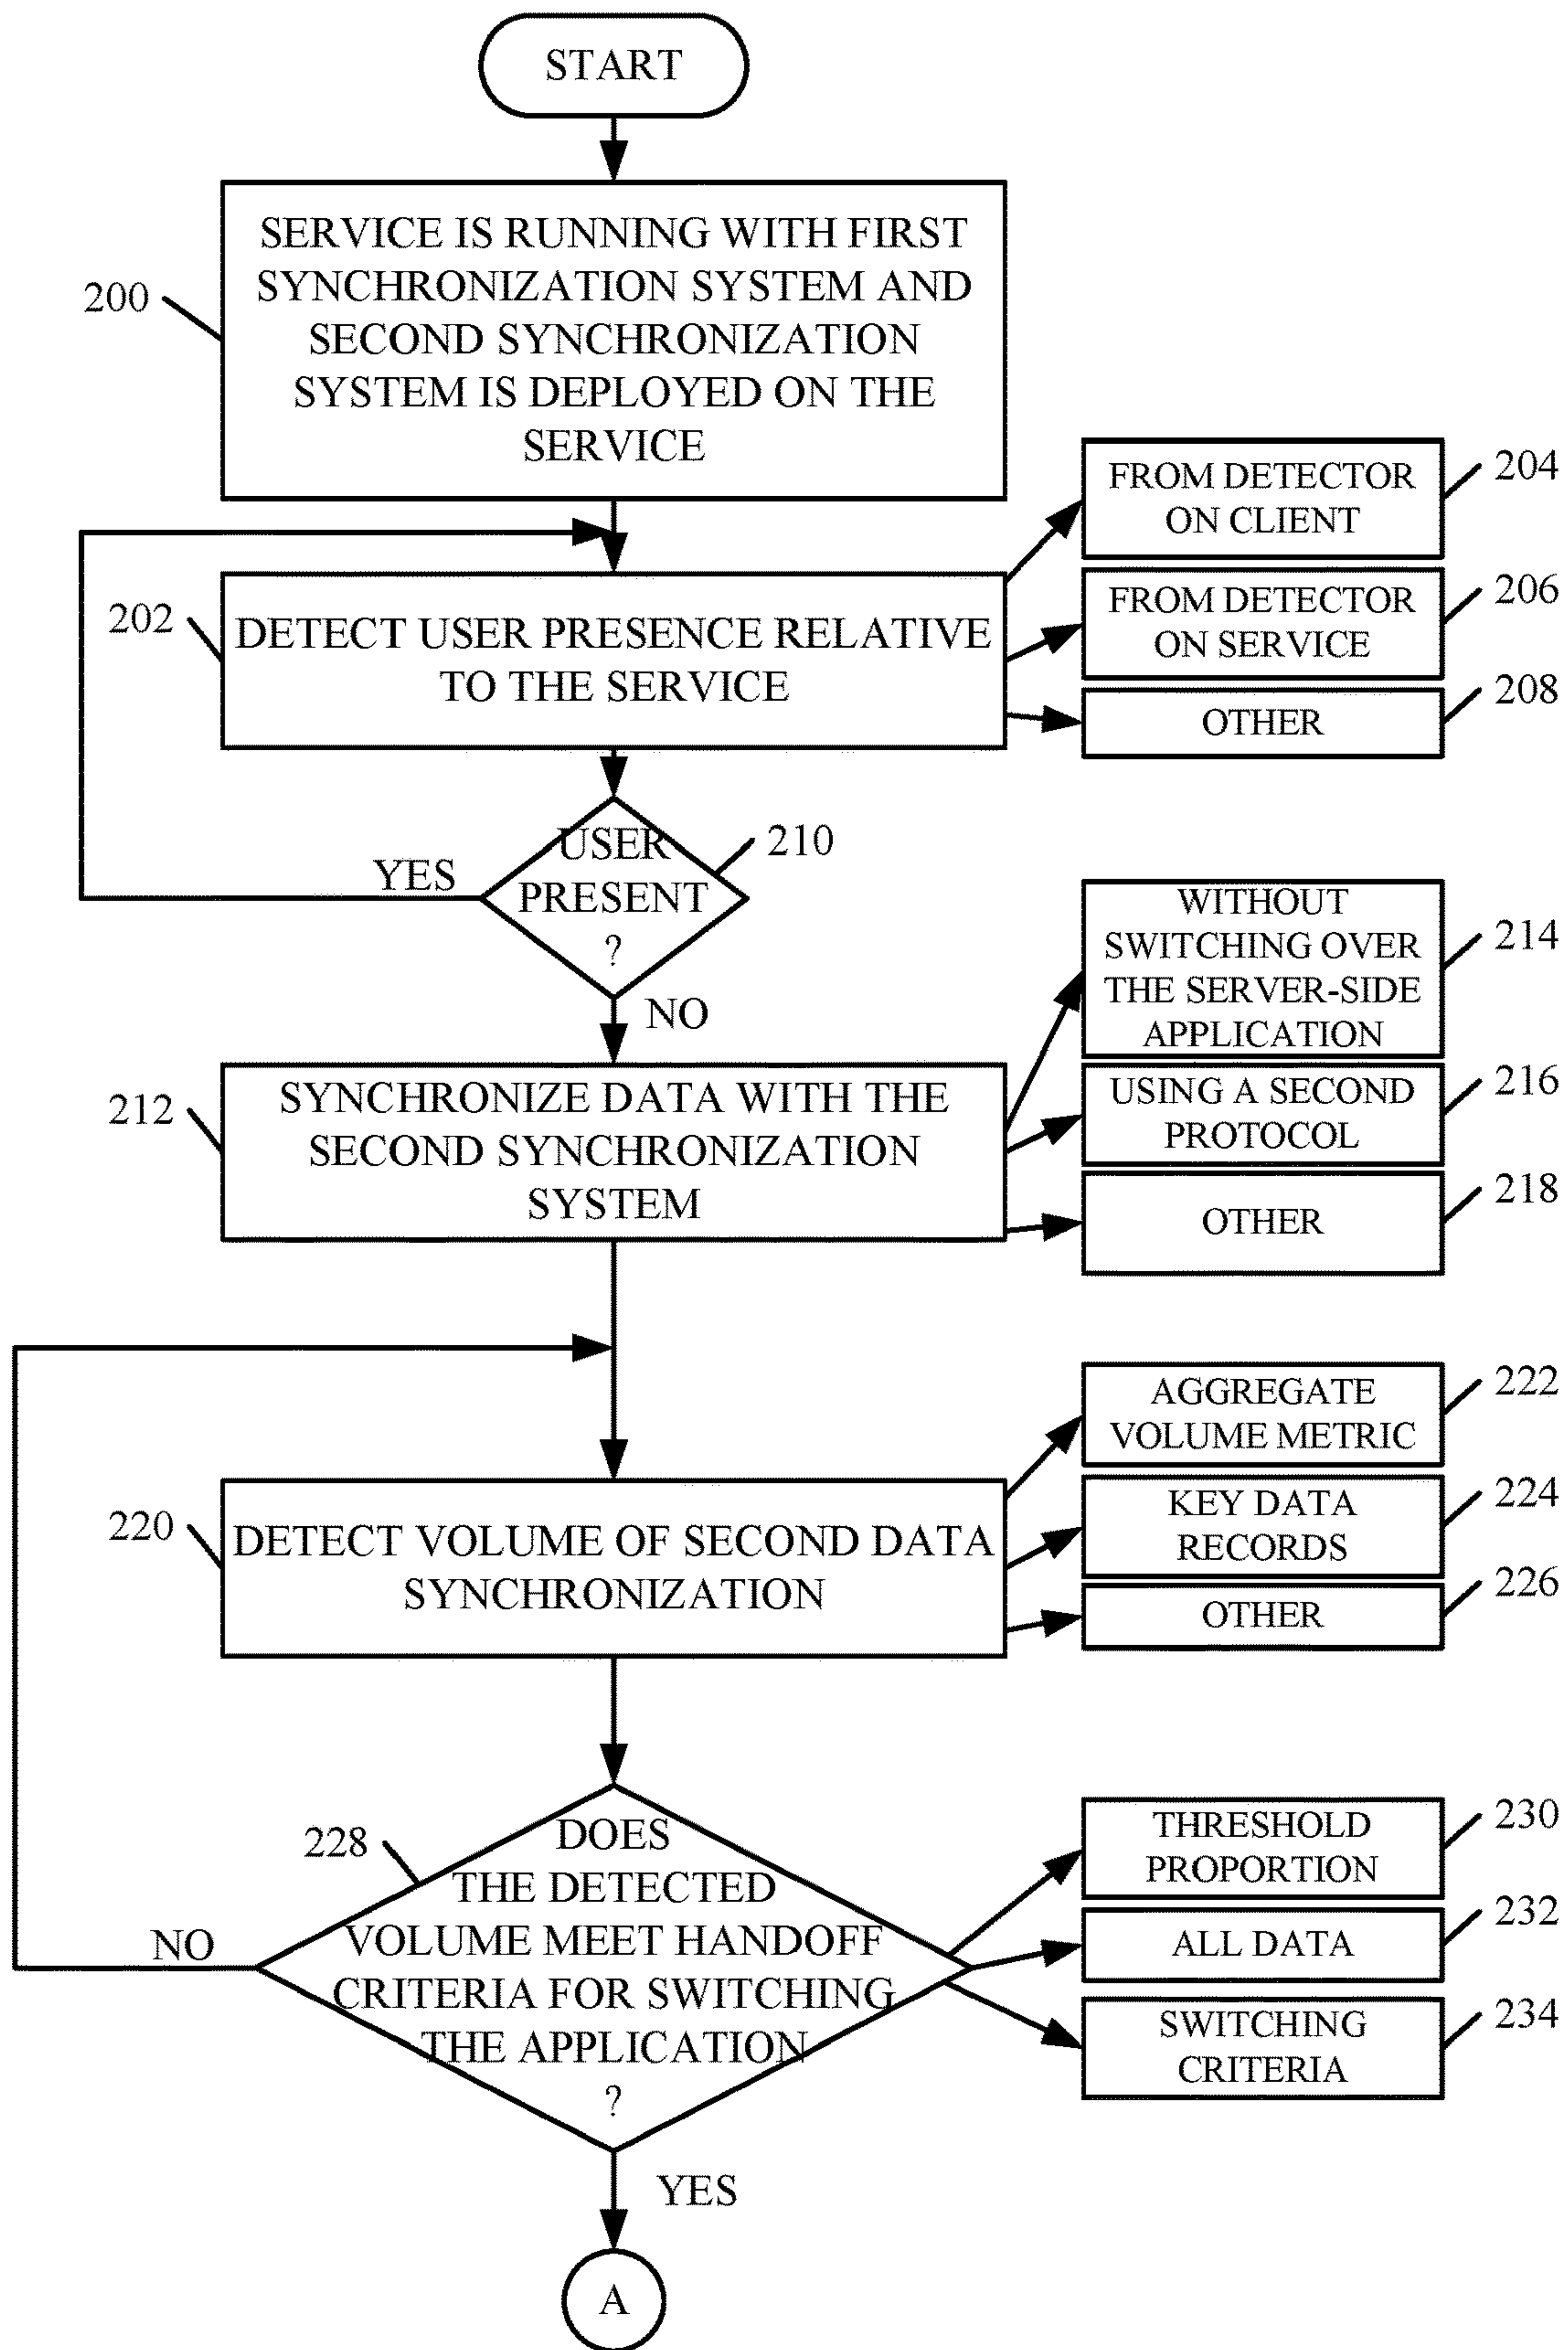 START
SERVICE IS RUNNING WITH FIRST
SYNCHRONIZATION SYSTEM AND
SECOND SYNCHRONIZATION
SYSTEM IS DEPLOYED ON THE
SERVICE
200
FROM DETECTOR
ON CLIENT
204
202
DETECT USER PRESENCE RELATIVE
TO THE SERVICE
FROM DETECTOR
ON SERVICE
206
OTHER
208
USER
PRESENT
?
210
YES
NO
WITHOUT
SWITCHING OVER
THE SERVER-SIDE
APPLICATION
214
212
SYNCHRONIZE DATA WITH THE
SECOND SYNCHRONIZATION
SYSTEM
USING A SECOND
PROTOCOL
216
OTHER
218
AGGREGATE
VOLUME METRIC
222
220
DETECT VOLUME OF SECOND DATA
SYNCHRONIZATION
KEY DATA
RECORDS
224
OTHER
226
228
DOES
THE DETECTED
VOLUME MEET HANDOFF
CRITERIA FOR SWITCHING
THE APPLICATION
?
NO
THRESHOLD
PROPORTION
230
ALL DATA
232
SWITCHING
CRITERIA
234
YES
A